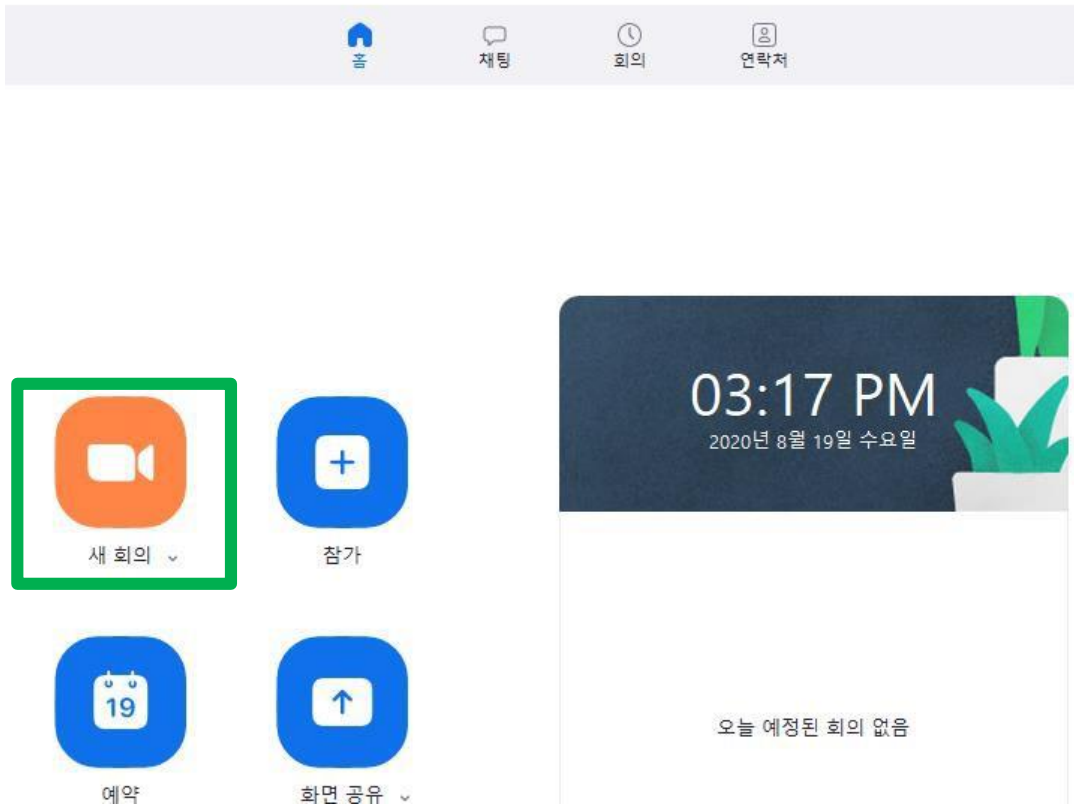 홈 채팅 회의 연락처
03:17 PM
2020년 8월 19일 수요일
새 회의 참가
19
예약 화면 공유
오늘 예정된 회의 없음